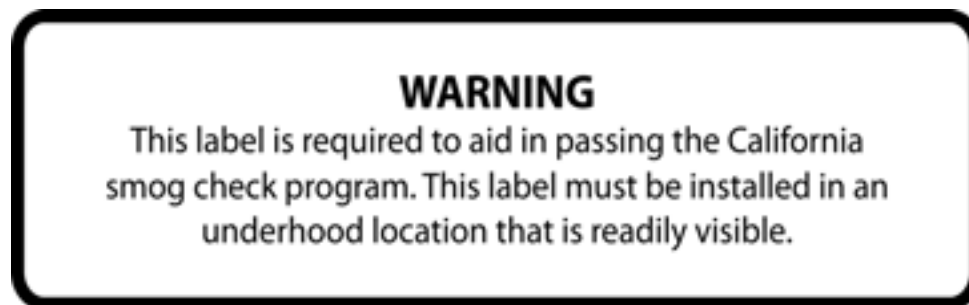 WARNING
This label is required to aid in passing the California
smog check program. This label must be installed in an
underhood location that is readily visible.